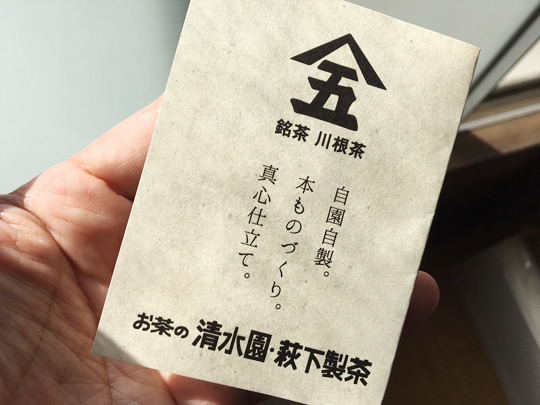 五
銘茶 川根茶
自園自製。
本ものづくり。
真心仕立て。
お茶の 清水園・萩下製茶